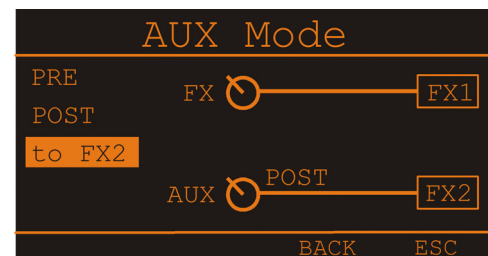 AUX Mode
PRE
POST
to FX2
FX FX1
POST
AUX FX2
BACK ESC